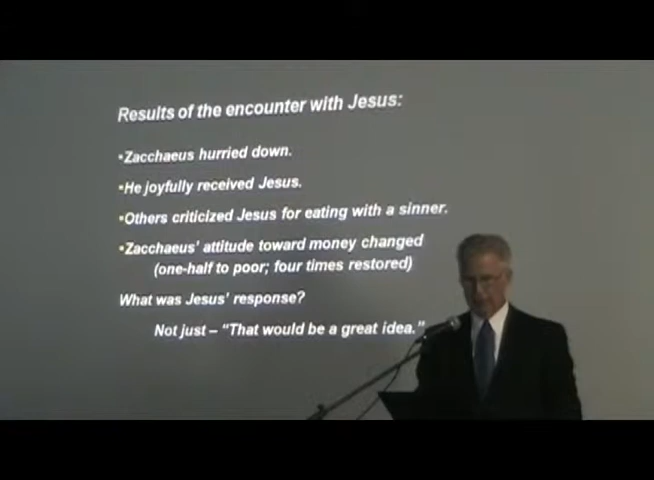 Results of the encounter with Jesus:
•Zacchaeus hurried down.
•He joyfully received Jesus.
•Others criticized Jesus for eating with a sinner.
•Zacchaeus' attitude toward money changed
(one-half to poor; four times restored)
What was Jesus' response?
Not just – "That would be a great idea."